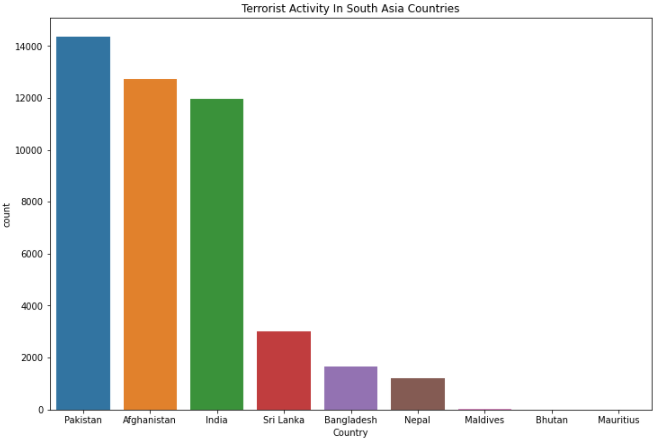 Terrorist Activity In South Asia Countries
14000
12000
10000
8000
6000
4000
2000
0
count
Pakistan Afghanistan India Sri Lanka Bangladesh Nepal Maldives Bhutan Mauritius
Country